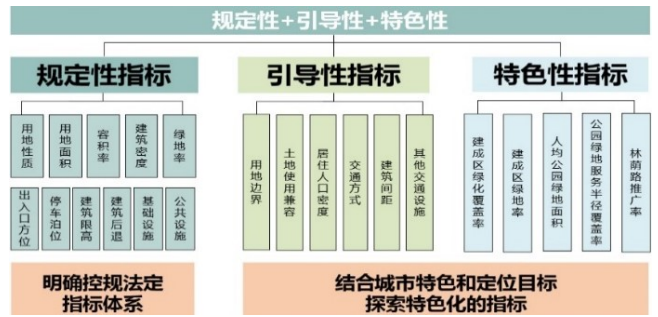 规定性+引导性+特色性
规定性指标
引导性指标
特色性指标
用地性质
用地面积
容积率
建筑密度
绿地率
出入口方位
停车泊位
建筑限高
建筑后退
基础设施
公共设施
用地边界
土地使用兼容
居住人口密度
交通方式
建筑间距
其他交通设施
建成区绿化覆盖率
建成区绿地率
人均公园绿地面积
公园绿地服务半径覆盖率
林荫路推广率
明确控规法定
指标体系
结合城市特色和定位目标
探索特色化的指标